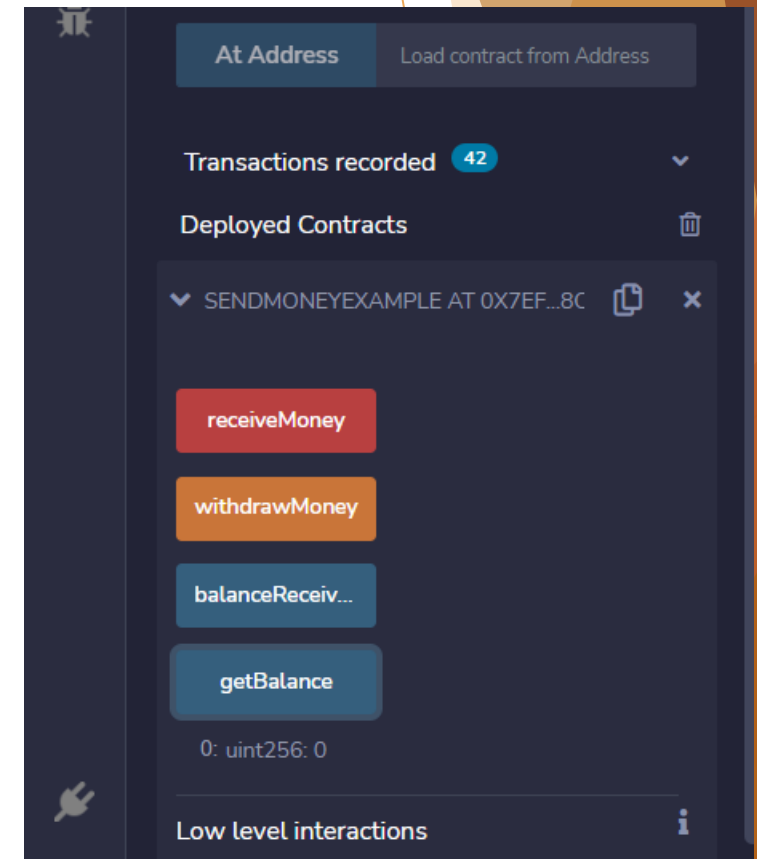 At Address Load contract from Address
Transactions recorded 42
Deployed Contracts
SENDMONEYEXAMPLE AT 0X7EF...8C
receiveMoney
withdrawMoney
balanceReceiv...
getBalance
0: uint256: 0
Low level interactions